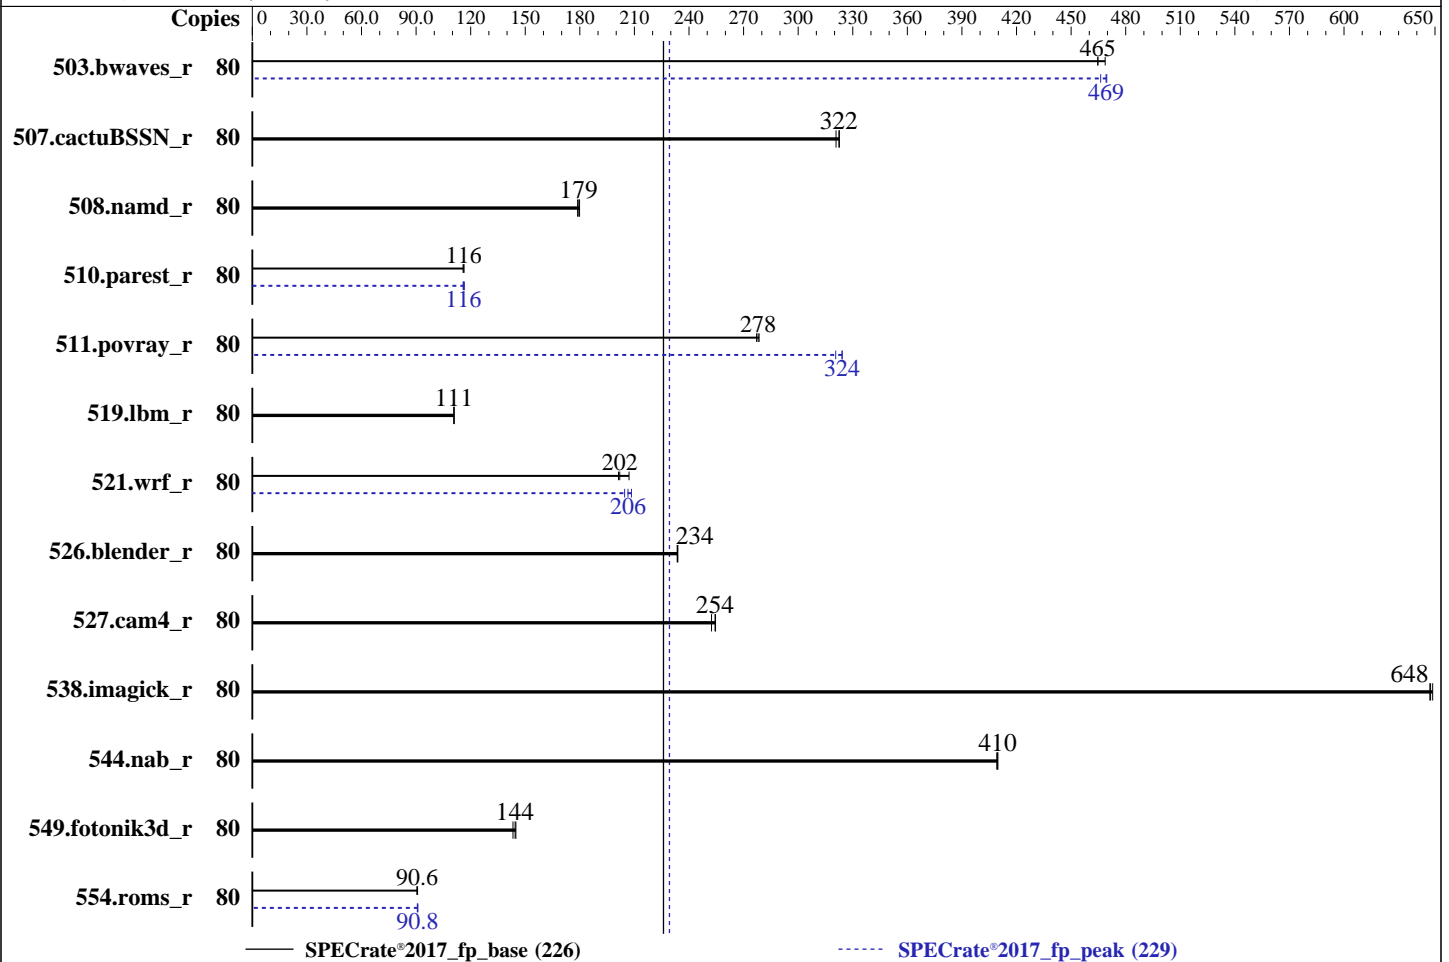 Copies 0 30.0 60.0 90.0 120 150 180 210 240 270 300 330 360 390 420 450 480 510 540 570 600 650
465
503.bwaves_r 80
469
322
507.cactuBSSN_r 80
179
508.namd_r 80
116
510.parest_r 80
116
278
511.povray_r 80
324
111
519.lbm_r 80
202
521.wrf_r 80
206
234
526.blender_r 80
254
527.cam4_r 80
648
538.imagick_r 80
410
544.nab_r 80
144
549.fotonik3d_r 80
90.6
554.roms_r 80
90.8
SPECrate®2017_fp_base (226) SPECrate®2017_fp_peak (229)